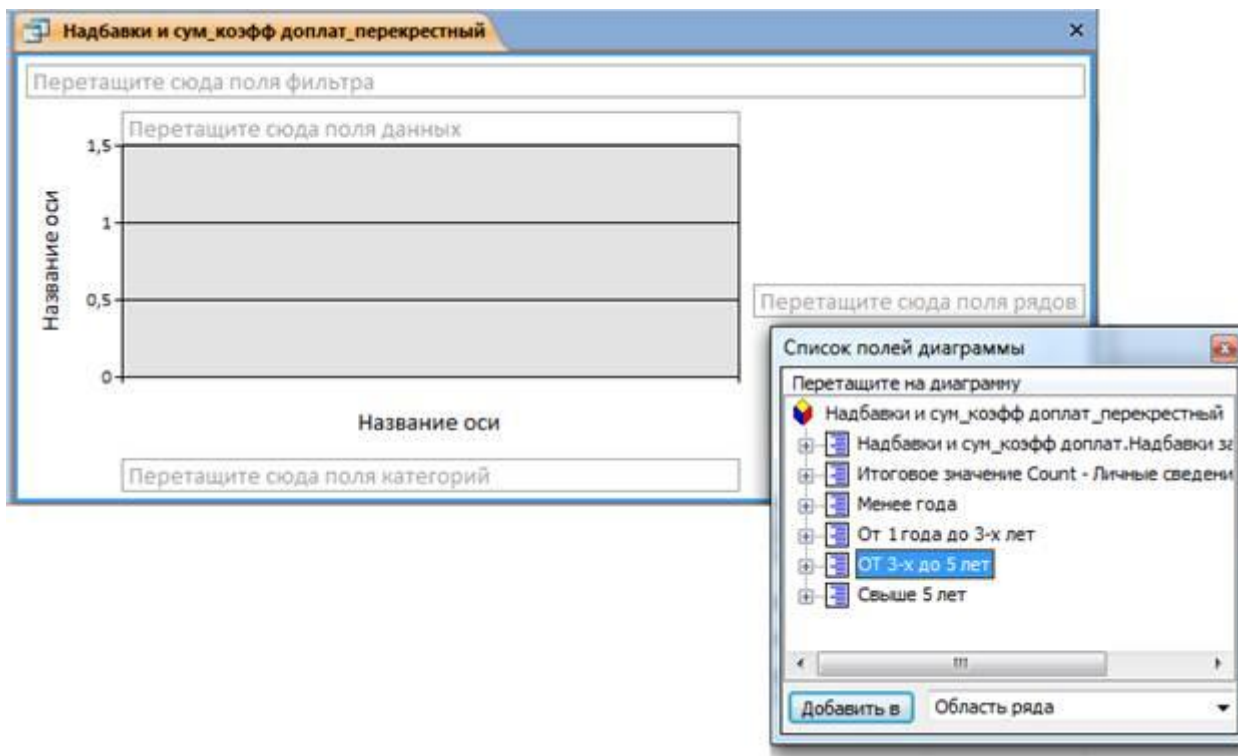 Надбавки и сум_коэфф доплат_перекрестный
Перетащите сюда поля фильтра
Перетащите сюда поля данных
1,5
1
0,5
0
Название оси
Название оси
Перетащите сюда поля рядов
Перетащите сюда поля категорий
Список полей диаграммы
Перетащите на диаграмму
Надбавки и сум_коэфф доплат_перекрестный
Надбавки и сум_коэфф доплат.Надбавки за
Итоговое значение Count - Личные сведени
Менее года
От 1 года до 3-х лет
ОТ 3-х до 5 лет
Свыше 5 лет
Добавить в
Область ряда